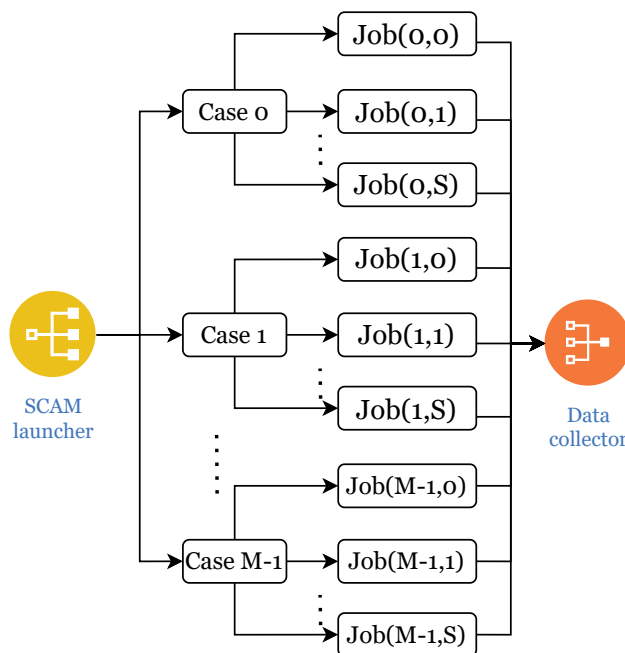 Job(0,0)
Case 0
Job(0,1)
Job(0,S)
Job(1,0)
Case 1
Job(1,1)
Job(1,S)
SCAM
launcher
Data
collector
Job(M-1,0)
Case M-1
Job(M-1,1)
Job(M-1,S)